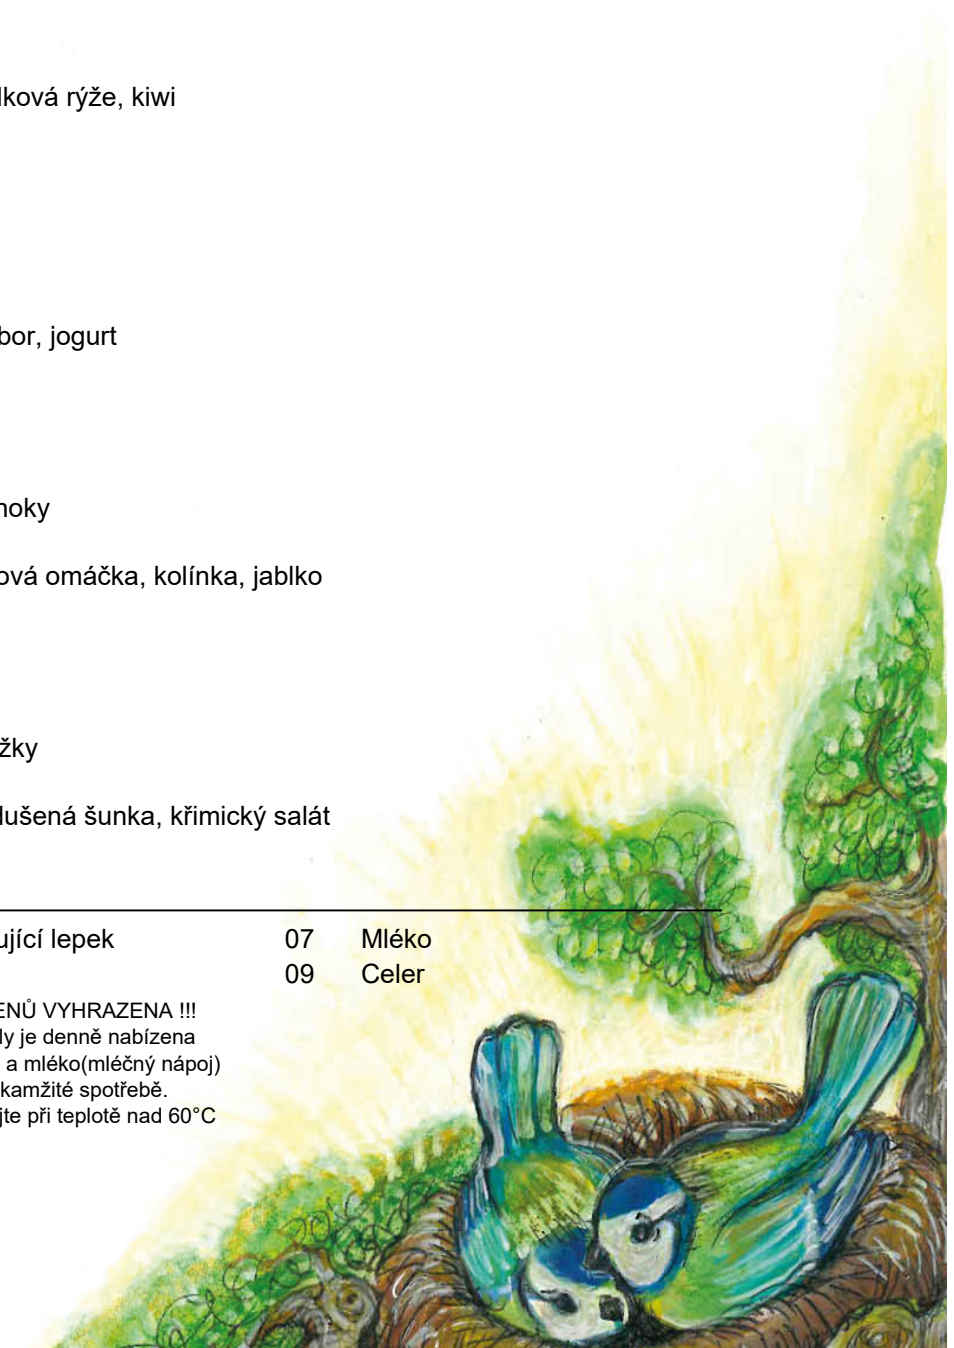 lková rýže, kiwi
bor, jogurt
noky
ová omáčka, kolínka, jablko
žky
dušená šunka, křimický salát
ující lepek 07 Mléko
09 Celer
ENŮ VYHRAZENA !!!
ly je denně nabízena
a mléko(mléčný nápoj)
kamžité spotřebě.
jte při teplotě nad 60°C